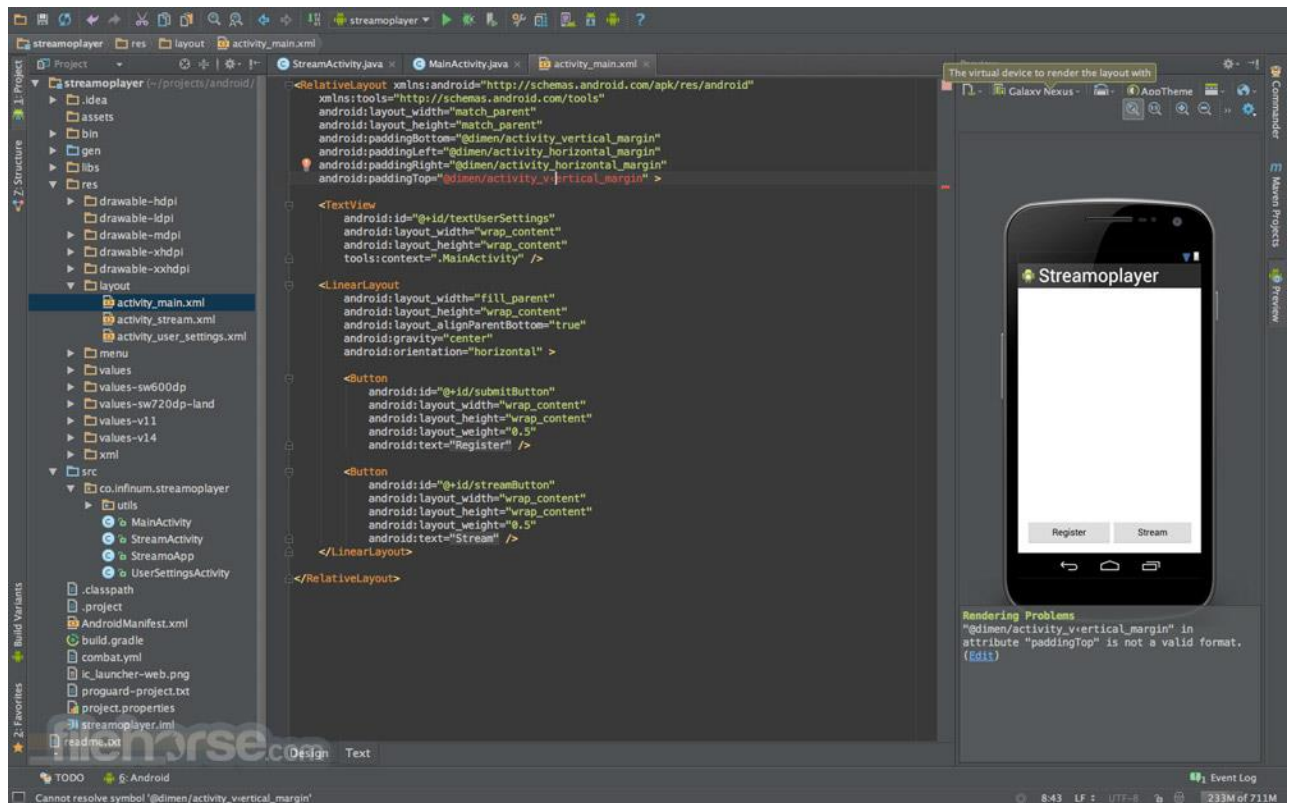 streamoplayer
streamoplayer res layout activity_main.xml
Project
StreamActivity.java MainActivity.java activity_main.xml
The virtual device to render the layout with
Galaxy Nexus AppTheme
1: Project
Z: Structure
Build Variants
2: Favorites
streamoplayer (~/projects/android/
.idea
assets
bin
gen
libs
res
drawable-hdpi
drawable-ldpi
drawable-mdpi
drawable-xhdpi
drawable-xxhdpi
layout
activity_main.xml
activity_stream.xml
activity_user_settings.xml
menu
values
values-sw600dp
values-sw720dp-land
values-v11
values-v14
xml
src
co.infinum.streamoplayer
utils
MainActivity
StreamActivity
StreamoApp
UserSettingsActivity
.classpath
.project
AndroidManifest.xml
build.gradle
combat.yml
ic_launcher-web.png
proguard-project.txt
project.properties
streamoplayer.iml
readme.txt
<RelativeLayout xmlns:android="http://schemas.android.com/apk/res/android"
xmlns:tools="http://schemas.android.com/tools"
android:layout_width="match_parent"
android:layout_height="match_parent"
android:paddingBottom="@dimen/activity_vertical_margin"
android:paddingLeft="@dimen/activity_horizontal_margin"
android:paddingRight="@dimen/activity_horizontal_margin"
android:paddingTop="@dimen/activity_v‹ertical_margin" >
<TextView
android:id="@+id/textUserSettings"
android:layout_width="wrap_content"
android:layout_height="wrap_content"
tools:context=".MainActivity" />
<LinearLayout
android:layout_width="fill_parent"
android:layout_height="wrap_content"
android:layout_alignParentBottom="true"
android:gravity="center"
android:orientation="horizontal" >
<Button
android:id="@+id/submitButton"
android:layout_width="wrap_content"
android:layout_height="wrap_content"
android:layout_weight="0.5"
android:text="Register" />
<Button
android:id="@+id/streamButton"
android:layout_width="wrap_content"
android:layout_height="wrap_content"
android:layout_weight="0.5"
android:text="Stream" />
</LinearLayout>
</RelativeLayout>
Design Text
Streamoplayer
Register Stream
Rendering Problems
"@dimen/activity_v‹ertical_margin" in
attribute "paddingTop" is not a valid format.
(Edit)
Commander
Maven Projects
Preview
filehorse.com
TODO 6: Android
1 Event Log
Cannot resolve symbol '@dimen/activity_v‹ertical_margin'
8:43 LF UTF-8 233M of 711M